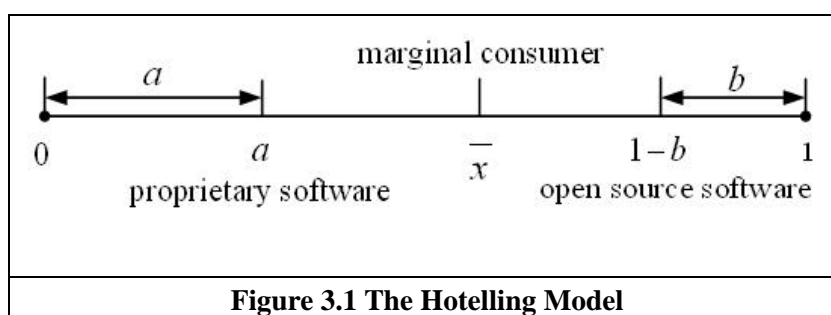 marginal consumer
a b
0 a x̄ 1−b 1
proprietary software open source software
Figure 3.1 The Hotelling Model